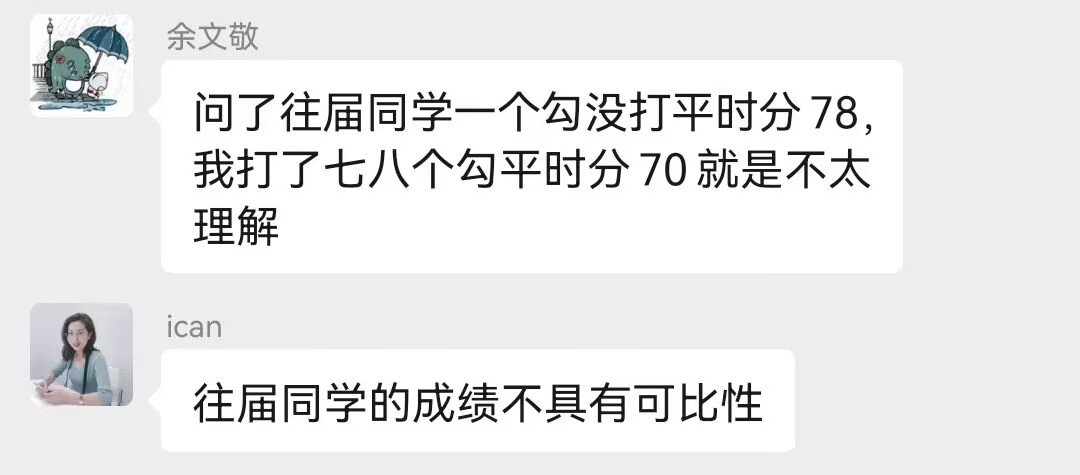 余文敬
问了往届同学一个勾没打平时分 78,
我打了七八个勾平时分 70 就是不太
理解
ican
往届同学的成绩不具有可比性